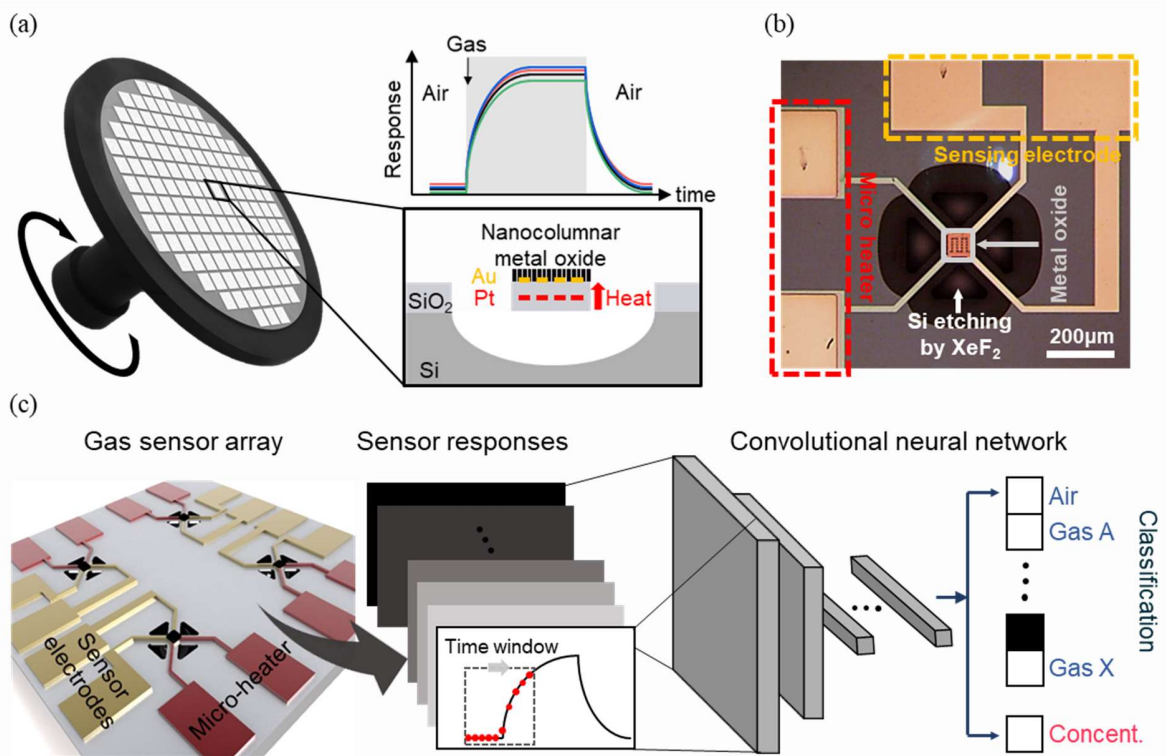 (a)
Gas
Air
Air
Response
time
Nanocolumnar
metal oxide
Au
SiO₂
Pt
Heat
Si
(b)
Sensing electrode
Micro heater
Metal oxide
Si etching
by XeF₂
200μm
(c)
Gas sensor array
Sensor responses
Convolutional neural network
Sensor
electrodes
Micro-heater
Time window
Air
Gas A
Gas X
Concent.
Classification